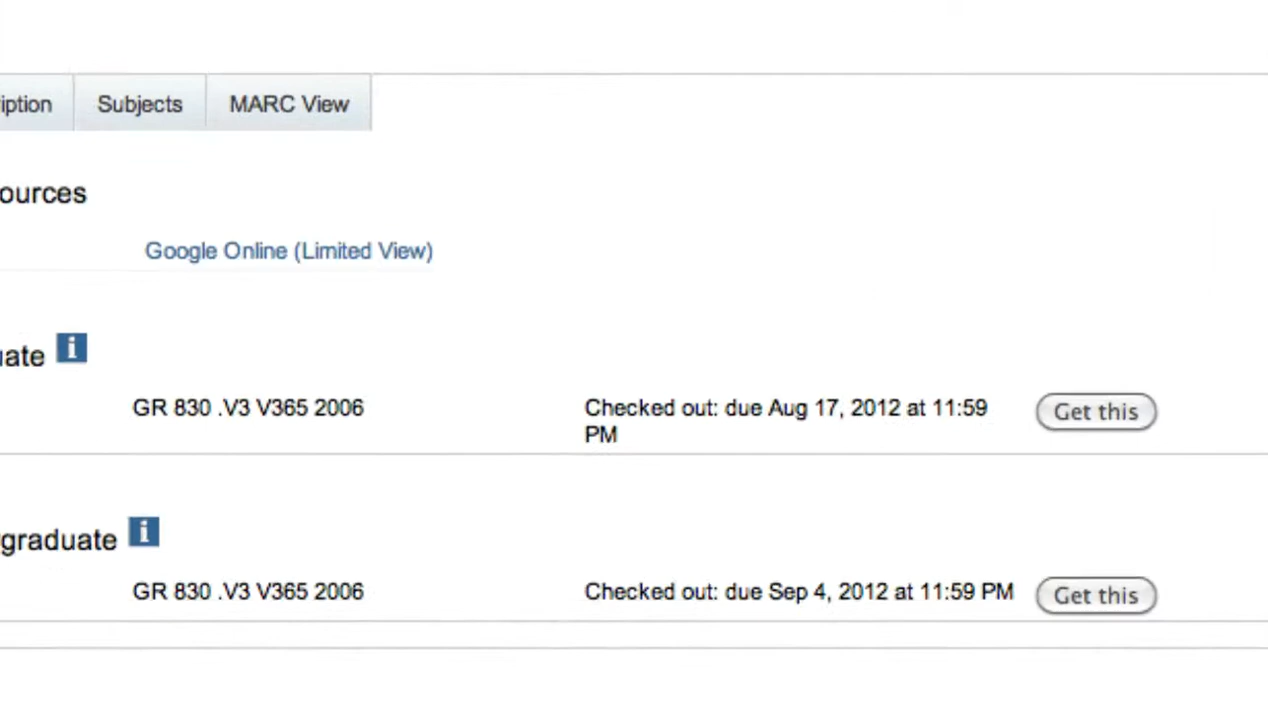 iption Subjects MARC View
ources
Google Online (Limited View)
uate i
GR 830 .V3 V365 2006 Checked out: due Aug 17, 2012 at 11:59 Get this
PM
graduate i
GR 830 .V3 V365 2006 Checked out: due Sep 4, 2012 at 11:59 PM Get this